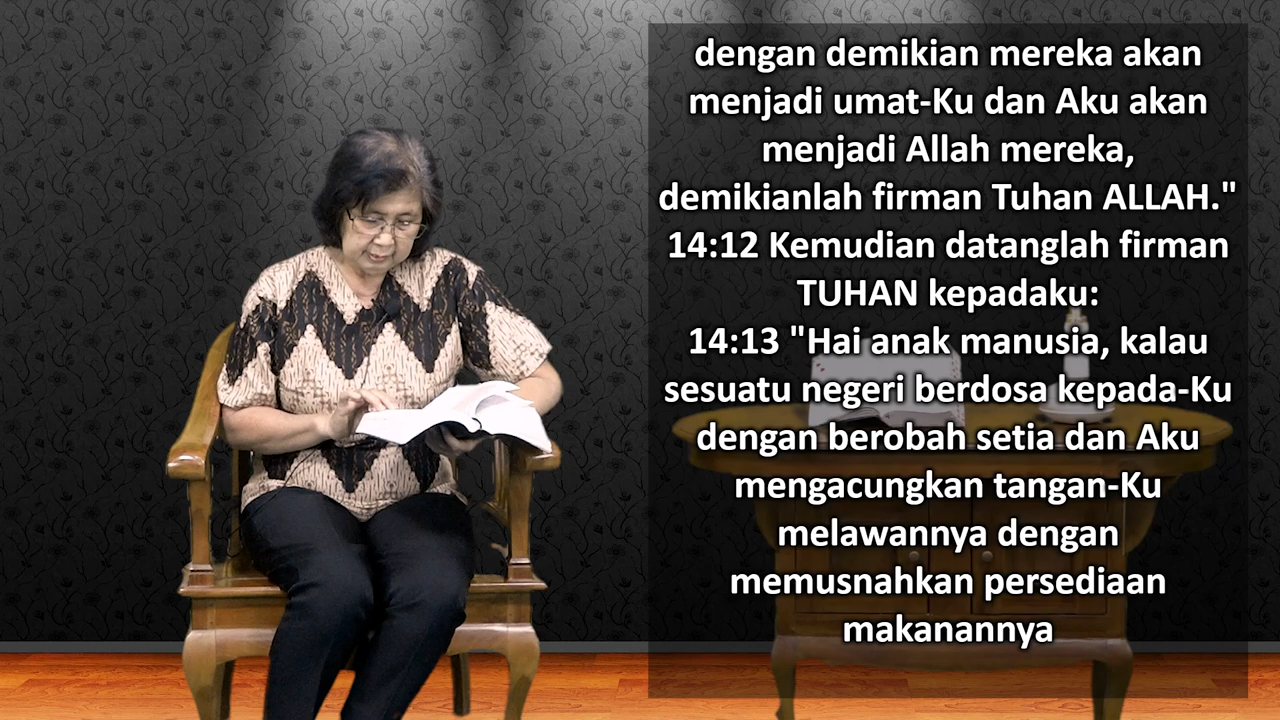 dengan demikian mereka akan
menjadi umat-Ku dan Aku akan
menjadi Allah mereka,
demikianlah firman Tuhan ALLAH."
14:12 Kemudian datanglah firman
TUHAN kepadaku:
14:13 "Hai anak manusia, kalau
sesuatu negeri berdosa kepada-Ku
dengan berobah setia dan Aku
mengacungkan tangan-Ku
melawannya dengan
memusnahkan persediaan
makanannya